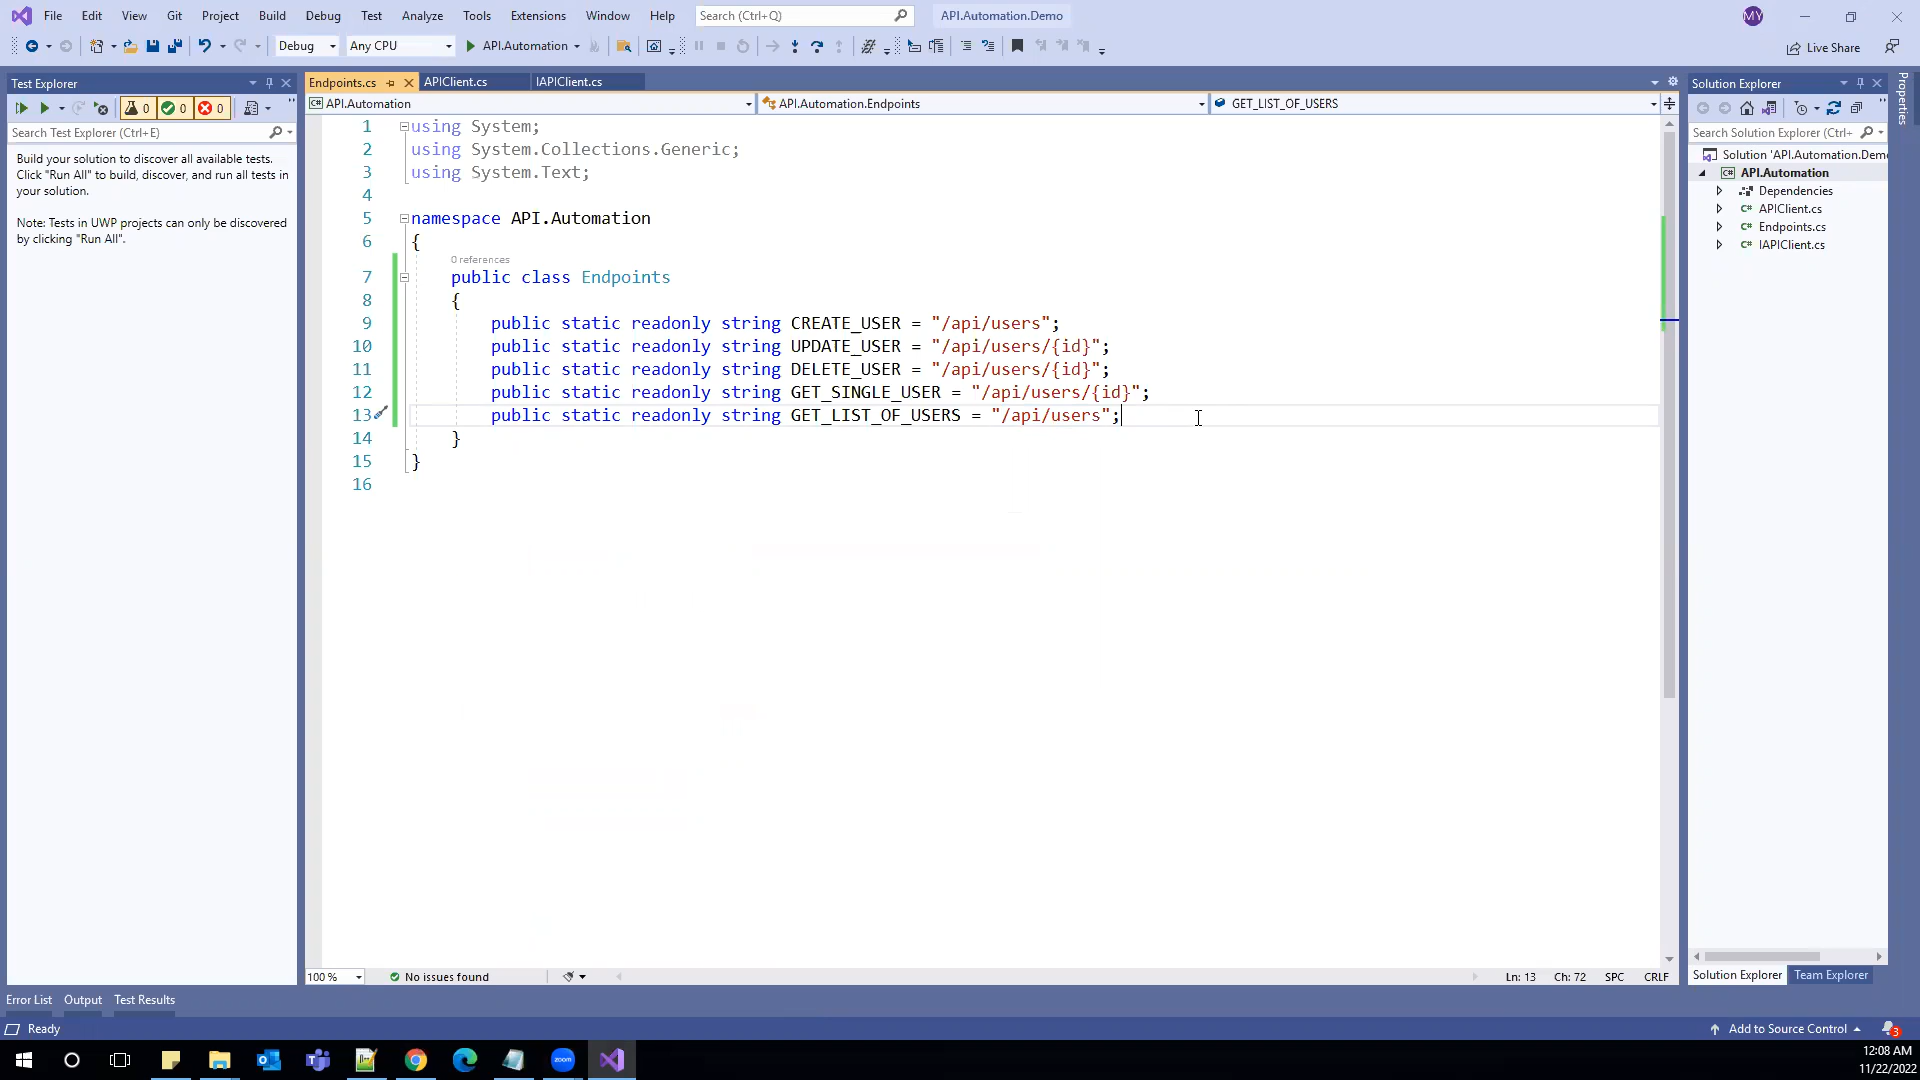 File Edit View Git Project Build Debug Test Analyze Tools Extensions Window Help Search (Ctrl+Q) API.Automation.Demo MY
Debug Any CPU API.Automation Live Share
Test Explorer
0 0 0
Search Test Explorer (Ctrl+E)
Build your solution to discover all available tests.
Click "Run All" to build, discover, and run all tests in
your solution.
Note: Tests in UWP projects can only be discovered
by clicking "Run All".
Endpoints.cs APIClient.cs IAPIClient.cs
API.Automation API.Automation.Endpoints GET_LIST_OF_USERS
1 using System;
2 using System.Collections.Generic;
3 using System.Text;
4
5 namespace API.Automation
6 {
0 references
7 public class Endpoints
8 {
9 public static readonly string CREATE_USER = "/api/users";
10 public static readonly string UPDATE_USER = "/api/users/{id}";
11 public static readonly string DELETE_USER = "/api/users/{id}";
12 public static readonly string GET_SINGLE_USER = "/api/users/{id}";
13 public static readonly string GET_LIST_OF_USERS = "/api/users";
14 }
15 }
16
100 % No issues found Ln: 13 Ch: 72 SPC CRLF
Solution Explorer
Search Solution Explorer (Ctrl+
Solution 'API.Automation.Demo
API.Automation
Dependencies
APIClient.cs
Endpoints.cs
IAPIClient.cs
Solution Explorer Team Explorer
Properties
Error List Output Test Results
Ready Add to Source Control 3
zoom
12:08 AM
11/22/2022